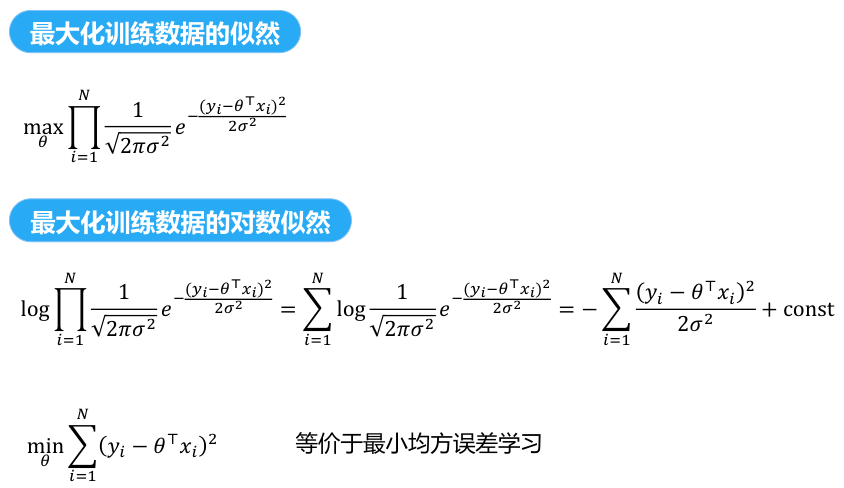 最大化训练数据的似然
$\max_{\theta} \prod_{i=1}^{N} \frac{1}{\sqrt{2\pi\sigma^2}} e^{-\frac{(y_i-\theta^\top x_i)^2}{2\sigma^2}}$
最大化训练数据的对数似然
$\log \prod_{i=1}^{N} \frac{1}{\sqrt{2\pi\sigma^2}} e^{-\frac{(y_i-\theta^\top x_i)^2}{2\sigma^2}} = \sum_{i=1}^{N} \log \frac{1}{\sqrt{2\pi\sigma^2}} e^{-\frac{(y_i-\theta^\top x_i)^2}{2\sigma^2}} = -\sum_{i=1}^{N} \frac{(y_i-\theta^\top x_i)^2}{2\sigma^2} + \text{const}$
$\min_{\theta} \sum_{i=1}^{N} (y_i-\theta^\top x_i)^2$ 等价于最小均方误差学习